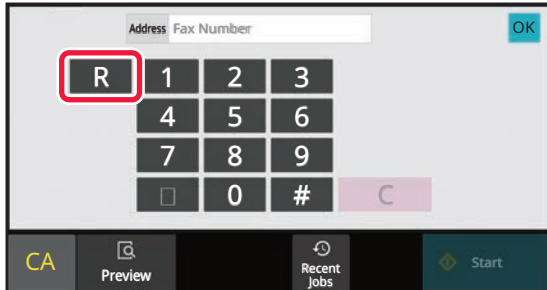 Address Fax Number OK
R 1 2 3
4 5 6
7 8 9
0 # C
CA Preview Recent Jobs Start